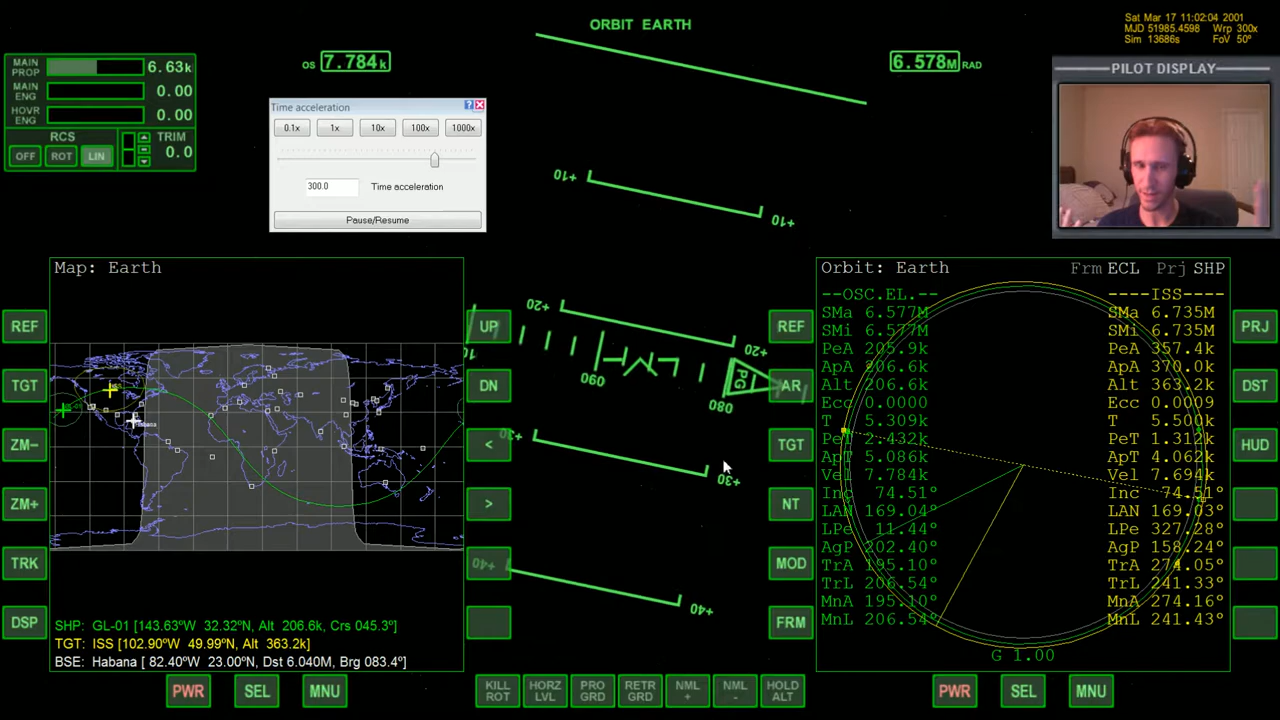 ORBIT EARTH
Sat Mar 17 11:02:04 2001
MJD 51985.4598 Wrp 300x
Sim 13686s FoV 50°
MAIN PROP 6.63k
MAIN ENG 0.00
HOVR ENG 0.00
RCS TRIM
OFF ROT LIN 0.0
OS 7.784k
6.578M RAD
PILOT DISPLAY
Time acceleration
0.1x 1x 10x 100x 1000x
300.0 Time acceleration
Pause/Resume
+10 +10
+20 +20
090 080
PG
+30 +30
+40 +40
Map: Earth
REF
TGT
ZM-
ZM+
TRK
DSP
UP
DN
<
>
Habana
SHP: GL-01 [143.63°W 32.32°N], Alt 206.6k, Crs 045.3°
TGT: ISS [102.90°W 49.99°N], Alt 363.2k]
BSE: Habana [ 82.40°W 23.00°N], Dst 6.040M, Brg 083.4°]
PWR SEL MNU
KILL ROT
HORZ LVL
PRO GRD
RETR GRD
NML +
NML -
HOLD ALT
Orbit: Earth Frm ECL Prj SHP
--OSC.EL.-- ----ISS----
SMa 6.577M SMa 6.735M
SMi 6.577M SMi 6.735M
PeA 205.9k PeA 357.4k
ApA 206.6k ApA 370.0k
Alt 206.6k Alt 363.2k
Ecc 0.0000 Ecc 0.0009
T 5.309k T 5.500k
PeT 2.432k PeT 1.312k
ApT 5.086k ApT 4.062k
Vel 7.784k Vel 7.694k
Inc 74.51° Inc 74.51°
LAN 169.04° LAN 169.03°
LPe 11.44° LPe 327.28°
AgP 202.40° AgP 158.24°
TrA 195.10° TrA 274.05°
TrL 206.54° TrL 241.33°
MnA 195.10° MnA 274.16°
MnL 206.54° MnL 241.43°
G 1.00
REF
AR
TGT
NT
MOD
FRM
PRJ
DST
HUD
PWR SEL MNU